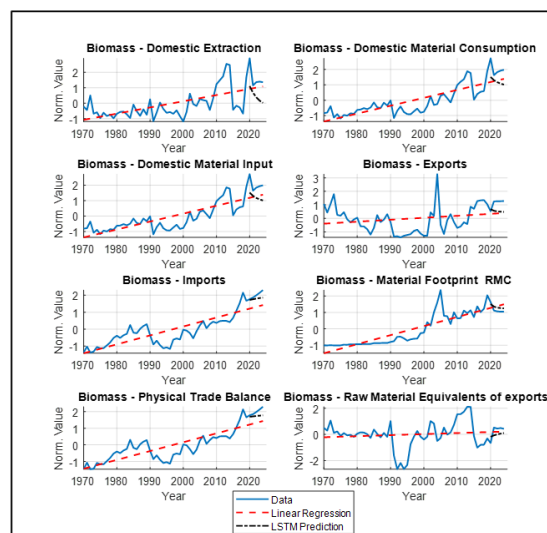 Biomass - Domestic Extraction
Norm. Value
2
1
0
-1
1970 1980 1990 2000 2010 2020
Year
Biomass - Domestic Material Consumption
Norm. Value
2
1
0
-1
1970 1980 1990 2000 2010 2020
Year
Biomass - Domestic Material Input
Norm. Value
2
1
0
-1
1970 1980 1990 2000 2010 2020
Year
Biomass - Exports
Norm. Value
3
2
1
0
-1
1970 1980 1990 2000 2010 2020
Year
Biomass - Imports
Norm. Value
2
1
0
-1
1970 1980 1990 2000 2010 2020
Year
Biomass - Material Footprint RMC
Norm. Value
2
1
0
-1
1970 1980 1990 2000 2010 2020
Year
Biomass - Physical Trade Balance
Norm. Value
2
1
0
-1
1970 1980 1990 2000 2010 2020
Year
Biomass - Raw Material Equivalents of exports
Norm. Value
2
0
-2
1970 1980 1990 2000 2010 2020
Year
Data
Linear Regression
LSTM Prediction